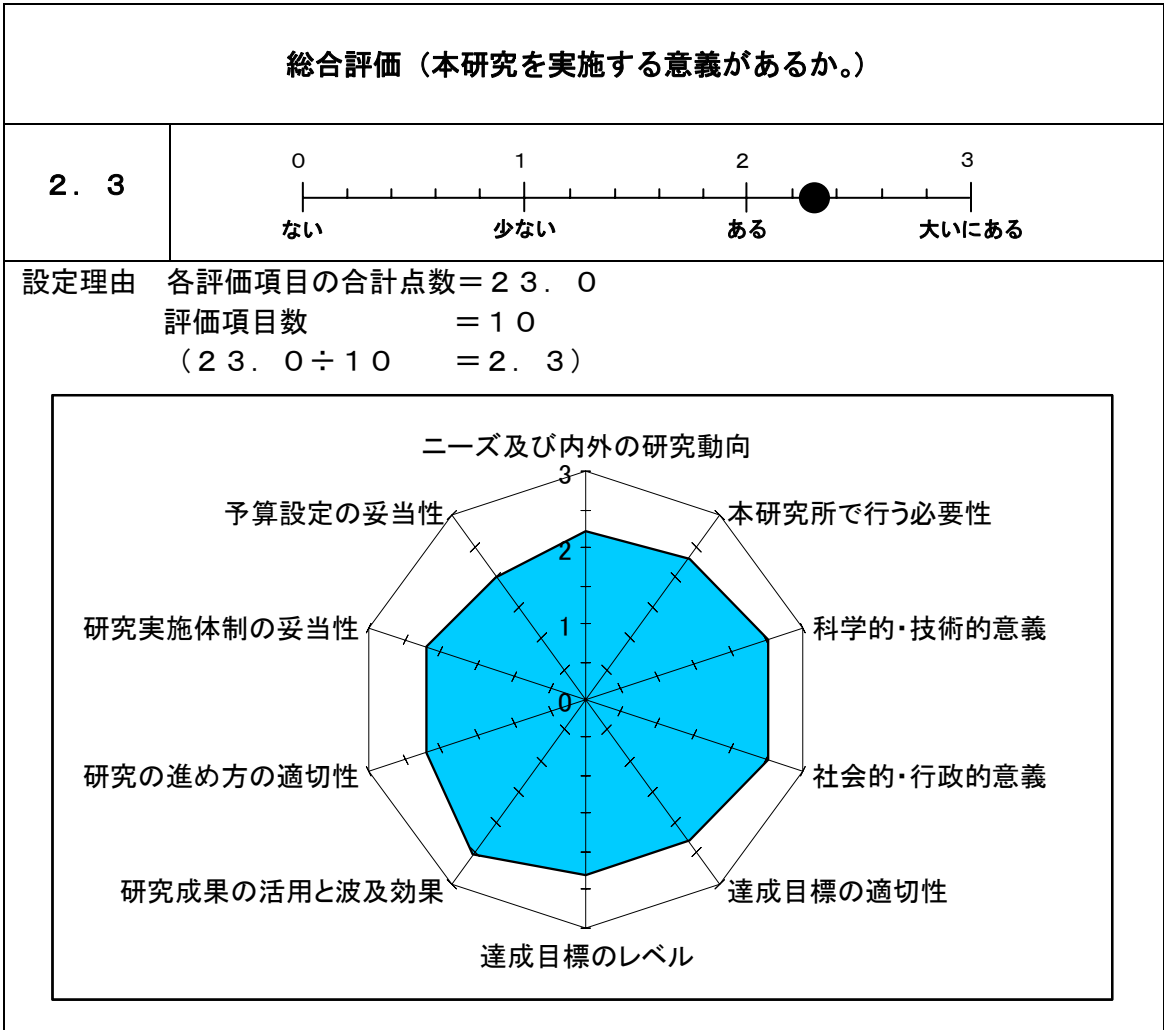 総合評価（本研究を実施する意義があるか。）
２．３
０ １ ２ ３
ない 少ない ある 大いにある
設定理由 各評価項目の合計点数＝２３．０
評価項目数 ＝１０
（２３．０÷１０ ＝２．３）
ニーズ及び内外の研究動向
3
予算設定の妥当性 本研究所で行う必要性
2
研究実施体制の妥当性 1 科学的・技術的意義
0
研究の進め方の適切性 社会的・行政的意義
研究成果の活用と波及効果 達成目標の適切性
達成目標のレベル